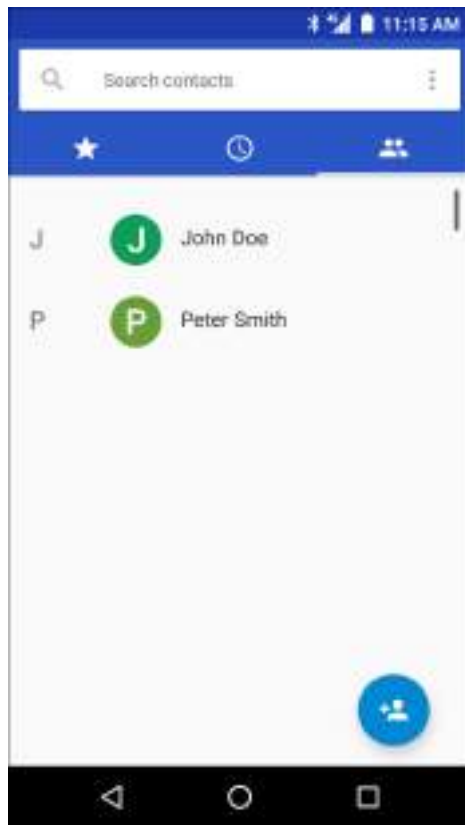 11:15 AM
Search contacts
J
J
John Doe
P
P
Peter Smith